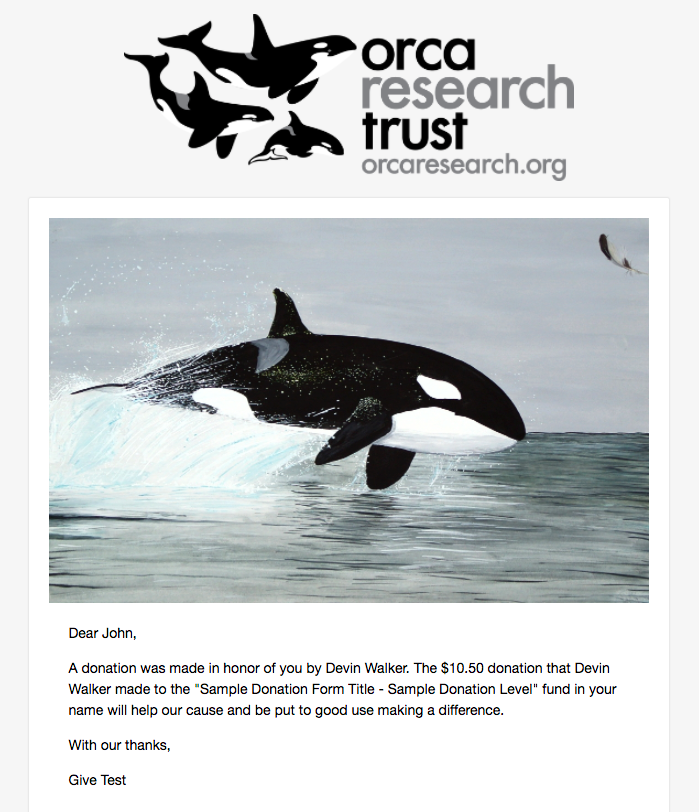 orca
research
trust
orcaresearch.org
Dear John,
A donation was made in honor of you by Devin Walker. The $10.50 donation that Devin
Walker made to the "Sample Donation Form Title - Sample Donation Level" fund in your
name will help our cause and be put to good use making a difference.
With our thanks,
Give Test